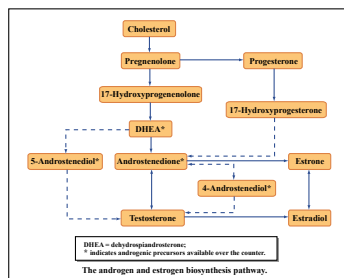 Cholesterol
Pregnenolone
Progesterone
17-Hydroxyprogenenolone
17-Hydroxyprogesterone
DHEA*
5-Androstenediol*
Androstenedione*
Estrone
4-Androstenediol*
Testosterone
Estradiol
DHEA = dehydrospiandrosterone;
* indicates androgenic precursors available over the counter.
The androgen and estrogen biosynthesis pathway.